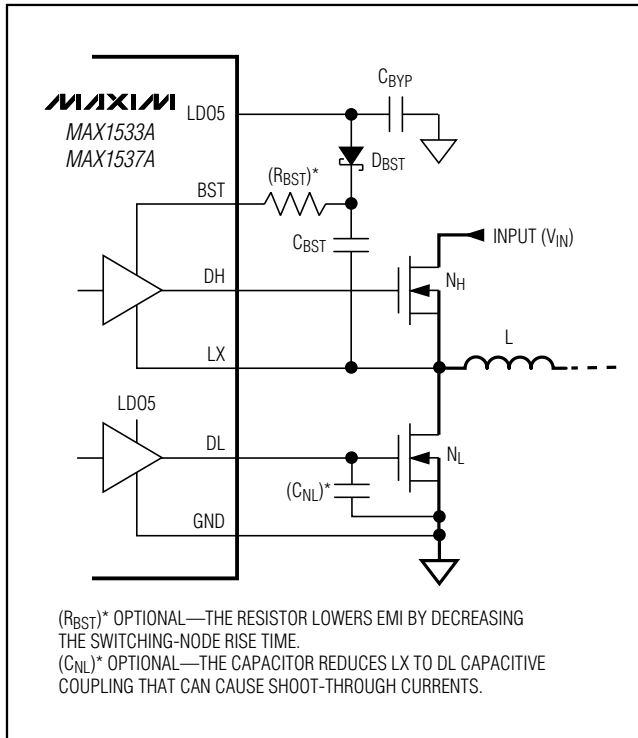 MAXIM
MAX1533A
MAX1537A
LDO5
CBYP
DBST
(RBST)*
BST
CBST
INPUT (VIN)
NH
DH
L
LX
LDO5
DL
NL
(CNL)*
GND
(RBST)* OPTIONAL—THE RESISTOR LOWERS EMI BY DECREASING
THE SWITCHING-NODE RISE TIME.
(CNL)* OPTIONAL—THE CAPACITOR REDUCES LX TO DL CAPACITIVE
COUPLING THAT CAN CAUSE SHOOT-THROUGH CURRENTS.